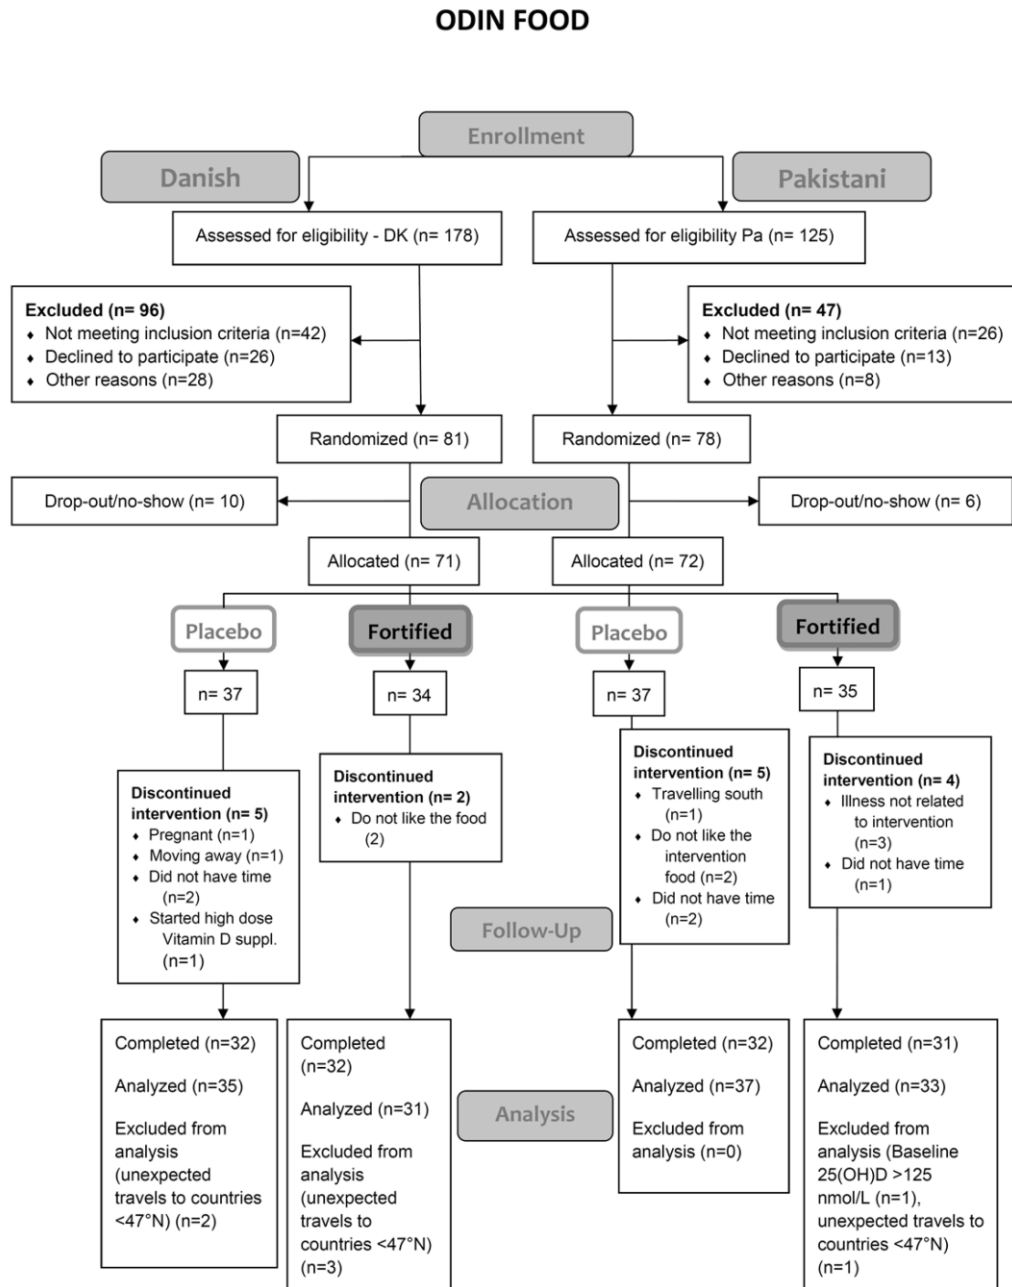 ODIN FOOD
Enrollment
Danish
Pakistani
Assessed for eligibility - DK (n= 178)
Assessed for eligibility Pa (n= 125)
Excluded (n= 96)
♦ Not meeting inclusion criteria (n=42)
♦ Declined to participate (n=26)
♦ Other reasons (n=28)
Excluded (n= 47)
♦ Not meeting inclusion criteria (n=26)
♦ Declined to participate (n=13)
♦ Other reasons (n=8)
Randomized (n= 81)
Randomized (n= 78)
Drop-out/no-show (n= 10)
Allocation
Drop-out/no-show (n= 6)
Allocated (n= 71)
Allocated (n= 72)
Placebo
Fortified
Placebo
Fortified
n= 37
n= 34
n= 37
n= 35
Discontinued
intervention (n= 5)
♦ Pregnant (n=1)
♦ Moving away (n=1)
♦ Did not have time
(n=2)
♦ Started high dose
Vitamin D suppl.
(n=1)
Discontinued
intervention (n= 2)
♦ Do not like the food
(2)
Discontinued
intervention (n= 5)
♦ Travelling south
(n=1)
♦ Do not like the
intervention
food (n=2)
♦ Did not have time
(n=2)
Discontinued
intervention (n= 4)
♦ Illness not related
to intervention
(n=3)
♦ Did not have time
(n=1)
Follow-Up
Completed (n=32)
Analyzed (n=35)
Excluded from
analysis
(unexpected
travels to countries
<47°N) (n=2)
Completed
(n=32)
Analyzed (n=31)
Excluded from
analysis
(unexpected
travels to
countries <47°N)
(n=3)
Analysis
Completed (n=32)
Analyzed (n=37)
Excluded from
analysis (n=0)
Completed (n=31)
Analyzed (n=33)
Excluded from
analysis (Baseline
25(OH)D >125
nmol/L (n=1),
unexpected travels to
countries <47°N)
(n=1)